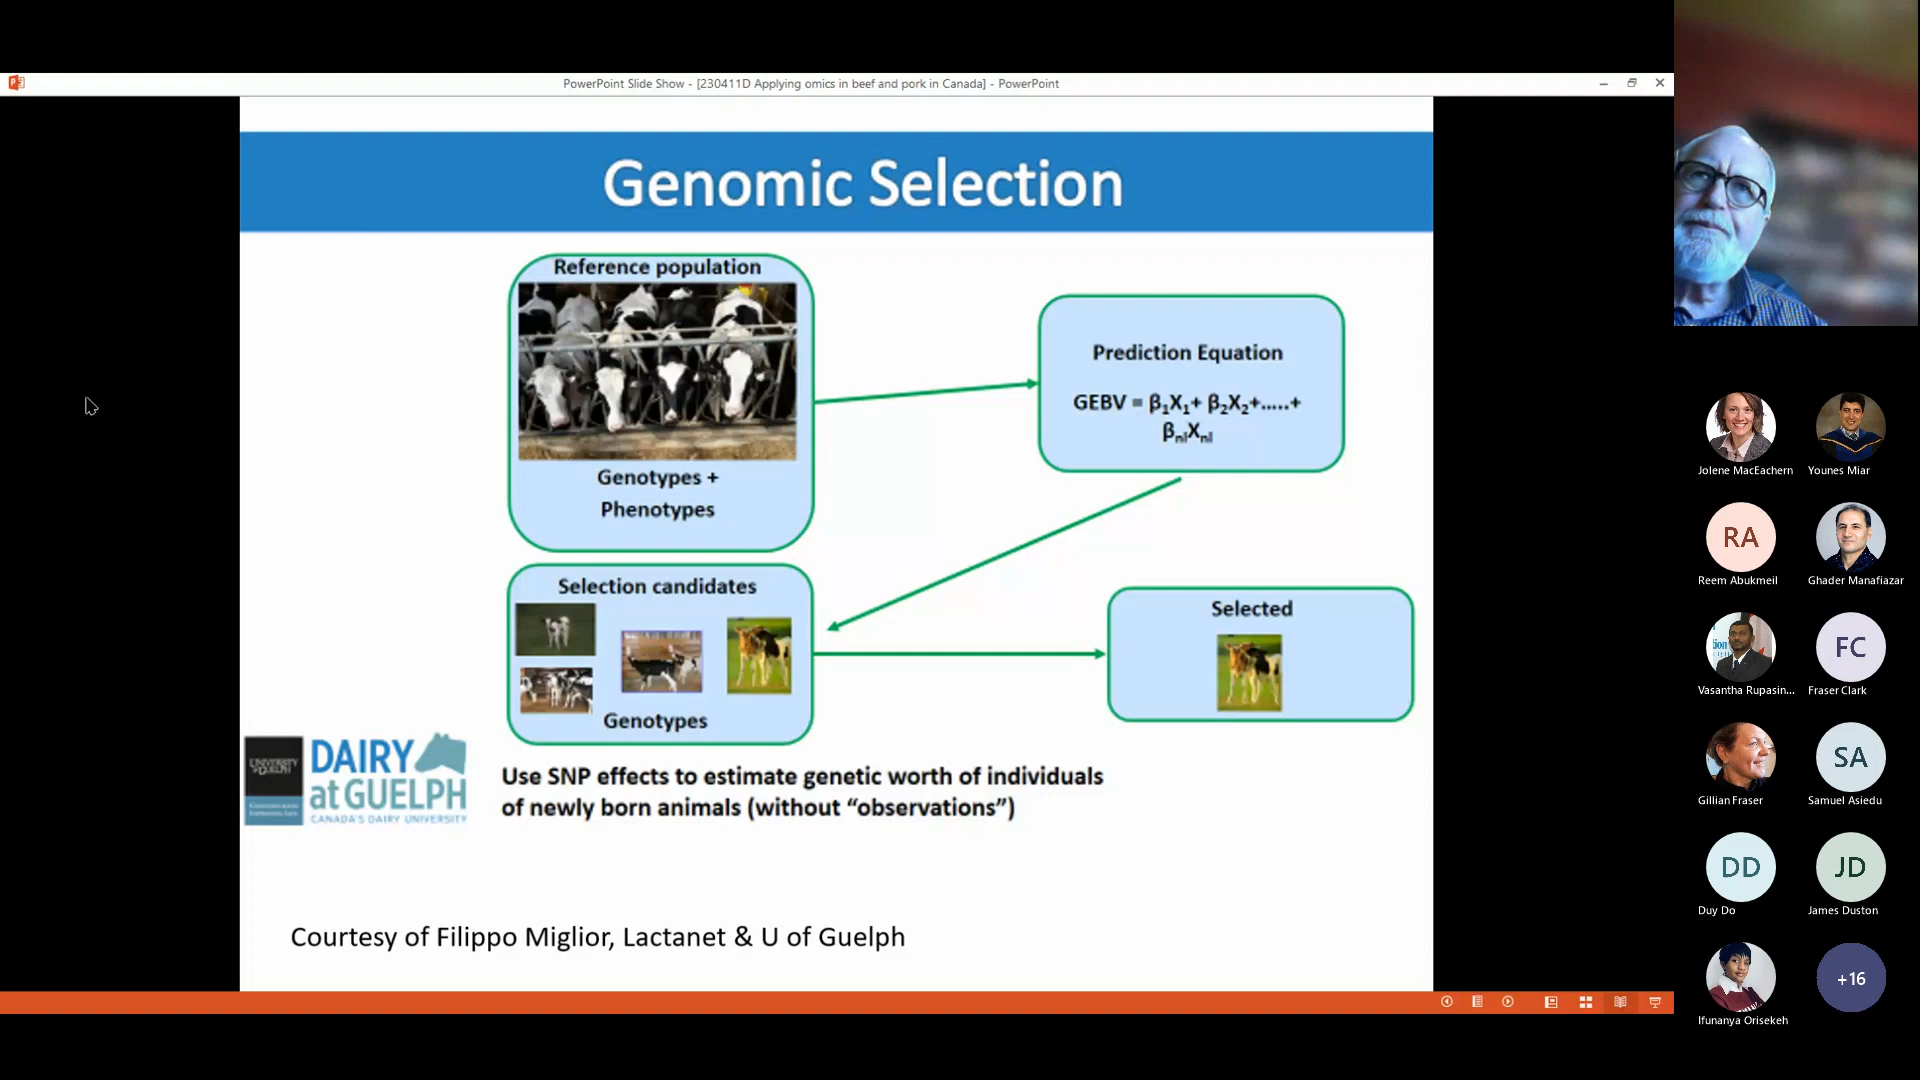 PowerPoint Slide Show - [230411D Applying omics in beef and pork in Canada] - PowerPoint
Genomic Selection
Reference population
Genotypes +
Phenotypes
Prediction Equation
GEBV = β₁X₁+ β₂X₂+.....+
βₙₗXₙₗ
Selection candidates
Genotypes
Selected
UNIVERSITY
of GUELPH
DAIRY
at GUELPH
CANADA'S DAIRY UNIVERSITY
Use SNP effects to estimate genetic worth of individuals
of newly born animals (without “observations”)
Courtesy of Filippo Miglior, Lactanet & U of Guelph
Jolene MacEachern
Younes Miar
RA
Reem Abukmeil
Ghader Manafiazar
Vasantha Rupasin...
FC
Fraser Clark
Gillian Fraser
SA
Samuel Asiedu
DD
Duy Do
JD
James Duston
Ifunanya Orisekeh
+16